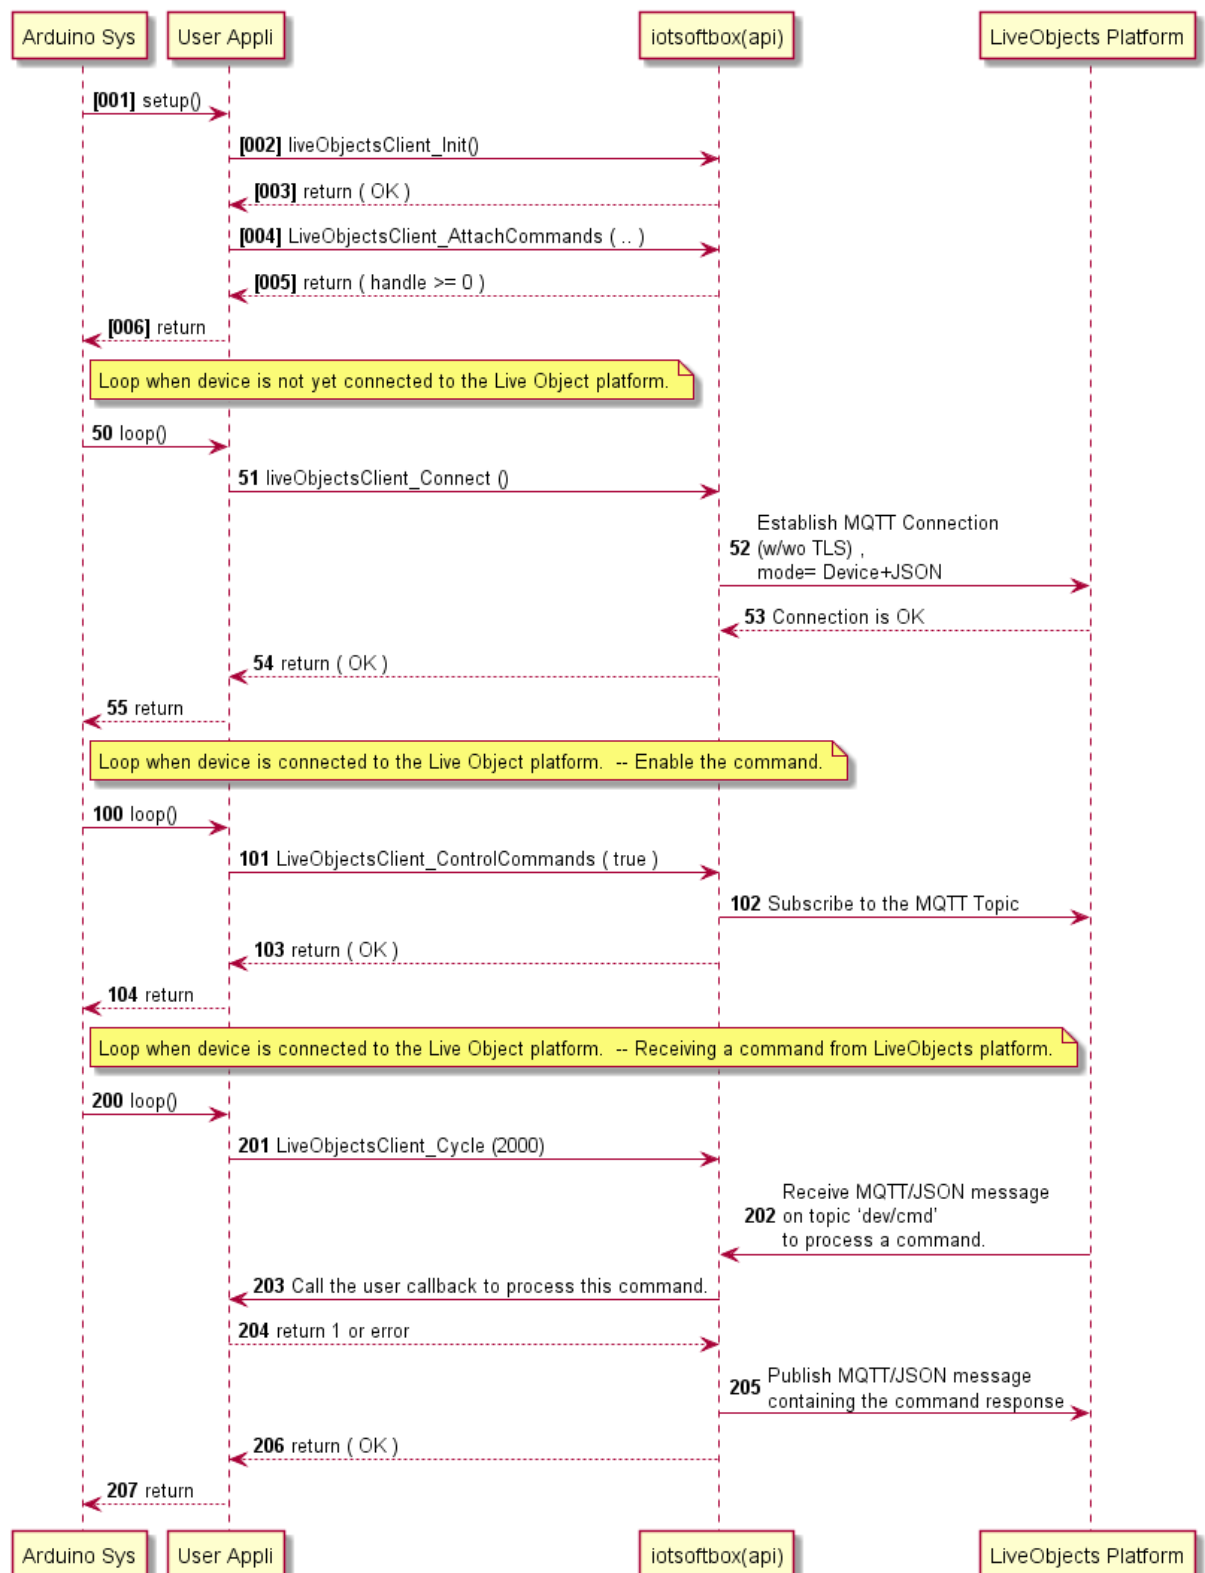 Arduino Sys
User Appli
iotsoftbox(api)
LiveObjects Platform
[001] setup()
[002] liveObjectsClient_Init()
[003] return ( OK )
[004] LiveObjectsClient_AttachCommands ( .. )
[005] return ( handle >= 0 )
[006] return
Loop when device is not yet connected to the Live Object platform.
50 loop()
51 liveObjectsClient_Connect ()
Establish MQTT Connection
52 (w/wo TLS) ,
mode= Device+JSON
53 Connection is OK
54 return ( OK )
55 return
Loop when device is connected to the Live Object platform.  -- Enable the command.
100 loop()
101 LiveObjectsClient_ControlCommands ( true )
102 Subscribe to the MQTT Topic
103 return ( OK )
104 return
Loop when device is connected to the Live Object platform.  -- Receiving a command from LiveObjects platform.
200 loop()
201 LiveObjectsClient_Cycle (2000)
Receive MQTT/JSON message
202 on topic ‘dev/cmd’
to process a command.
203 Call the user callback to process this command.
204 return 1 or error
205 Publish MQTT/JSON message
containing the command response
206 return ( OK )
207 return
Arduino Sys
User Appli
iotsoftbox(api)
LiveObjects Platform